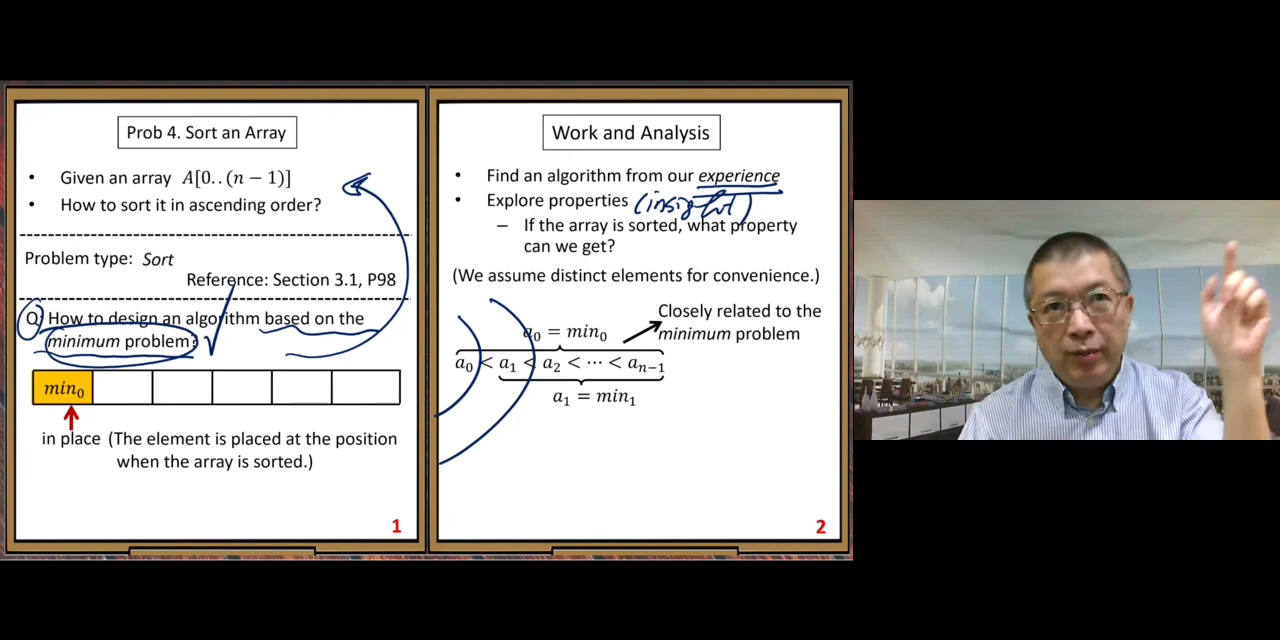 Prob 4. Sort an Array
• Given an array A[0..(n − 1)]
• How to sort it in ascending order?
Problem type: Sort
Reference: Section 3.1, P98
Q: How to design an algorithm based on the
minimum problem?
min₀
in place (The element is placed at the position
when the array is sorted.)
1
Work and Analysis
• Find an algorithm from our experience
• Explore properties (insight)
– If the array is sorted, what property
can we get?
(We assume distinct elements for convenience.)
Closely related to the
minimum problem
a₀ = min₀
a₀ < a₁ < a₂ < ⋯ < aₙ₋₁
a₁ = min₁
2